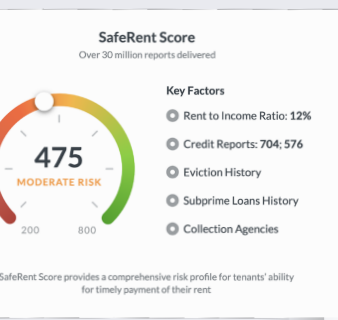 SafeRent Score
Over 30 million reports delivered
Key Factors
Rent to Income Ratio: 12%
Credit Reports: 704; 576
475
Eviction History
MODERATE RISK
Subprime Loans History
200 800
Collection Agencies
SafeRent Score provides a comprehensive risk profile for tenants' ability
for timely payment of their rent